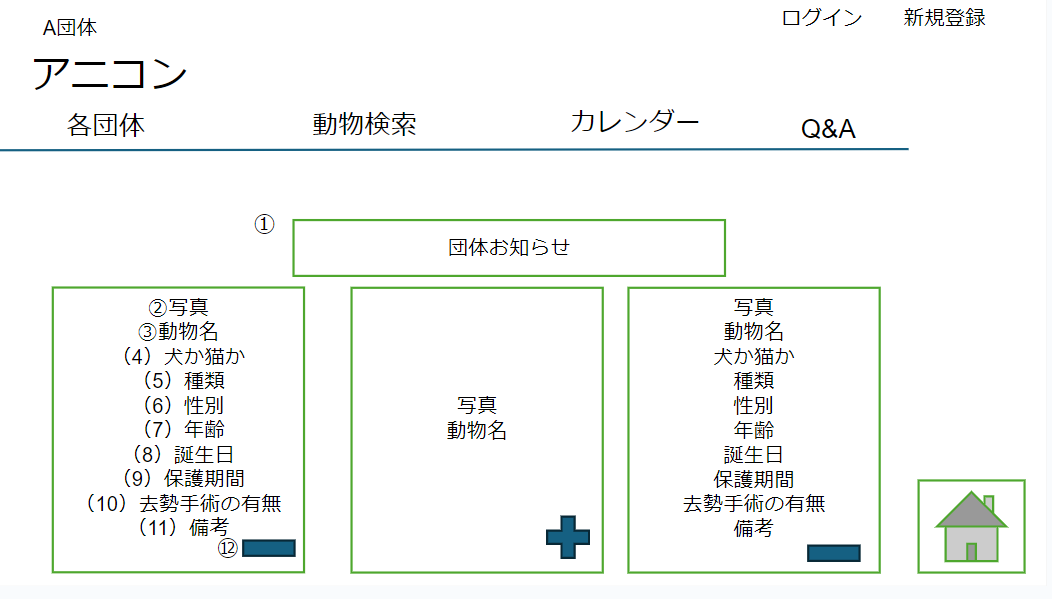 A団体
ログイン 新規登録
アニコン
各団体 動物検索 カレンダー Q&A
①
団体お知らせ
②写真
③動物名
（4）犬か猫か
（5）種類
（6）性別
（7）年齢
（8）誕生日
（9）保護期間
（10）去勢手術の有無
（11）備考
⑫
写真
動物名
写真
動物名
犬か猫か
種類
性別
年齢
誕生日
保護期間
去勢手術の有無
備考